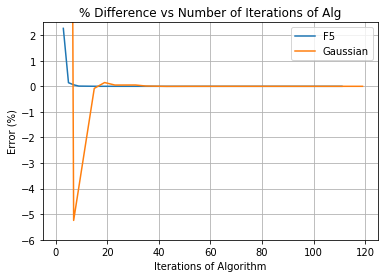 % Difference vs Number of Iterations of Alg
F5
Gaussian
Error (%)
2
1
0
−1
−2
−3
−4
−5
−6
0 20 40 60 80 100 120
Iterations of Algorithm